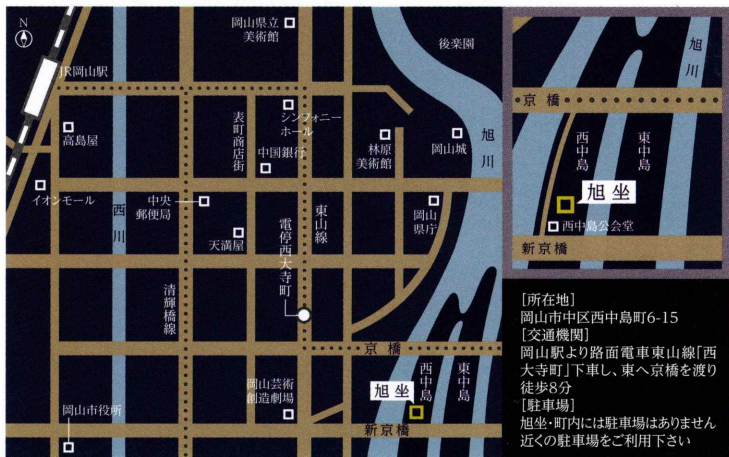 N
JR岡山駅
岡山県立
美術館
後楽園
高島屋
表町商店街
シンフォニー
ホール
中国銀行
林原
美術館
岡山城
旭川
イオンモール
西川
中央
郵便局
天満屋
電停西大寺町
東山線
岡山
県庁
清輝橋線
京橋
岡山芸術
創造劇場
旭坐
西中島
東中島
岡山市役所
新京橋
旭川
京橋
西中島
東中島
旭坐
西中島公会堂
新京橋
[所在地]
岡山市中区西中島町6-15
[交通機関]
岡山駅より路面電車東山線「西
大寺町」下車し、東へ京橋を渡り
徒歩8分
[駐車場]
旭坐・町内には駐車場はありません
近くの駐車場をご利用下さい